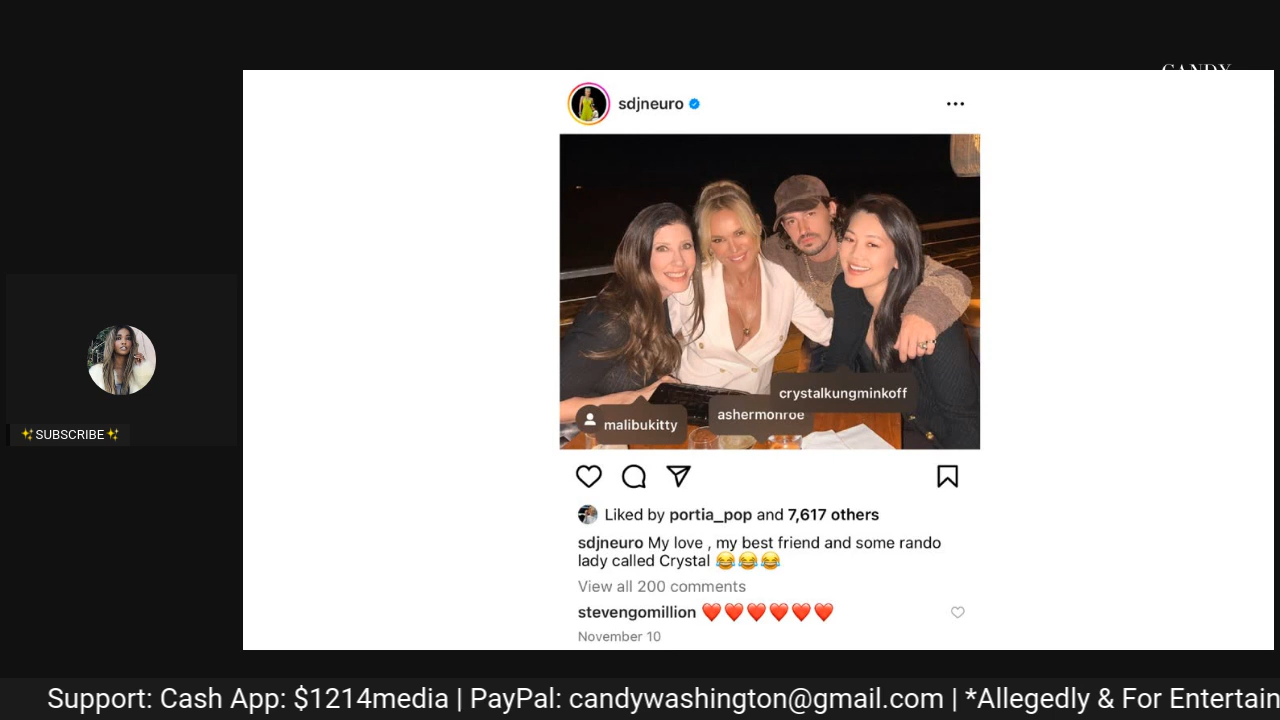 CANDY
sdjneuro
crystalkungminkoff
ashermonroe
malibukitty
✨SUBSCRIBE✨
Liked by portia_pop and 7,617 others
sdjneuro My love , my best friend and some rando
lady called Crystal 😂😂😂
View all 200 comments
stevengomillion ❤️❤️❤️❤️❤️❤️
November 10
Support: Cash App: $1214media | PayPal: candywashington@gmail.com | *Allegedly & For Entertain